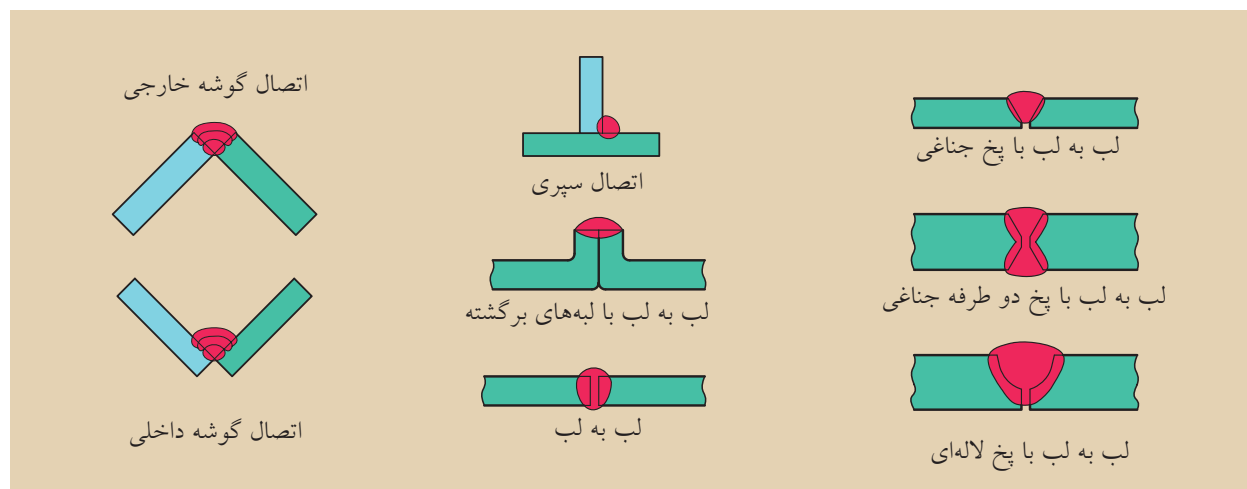 لب به لب با پخ جناغی
لب به لب با پخ دو طرفه جناغی
لب به لب با پخ لاله‌ای
اتصال سپری
لب به لب با لبه‌های برگشته
لب به لب
اتصال گوشه خارجی
اتصال گوشه داخلی